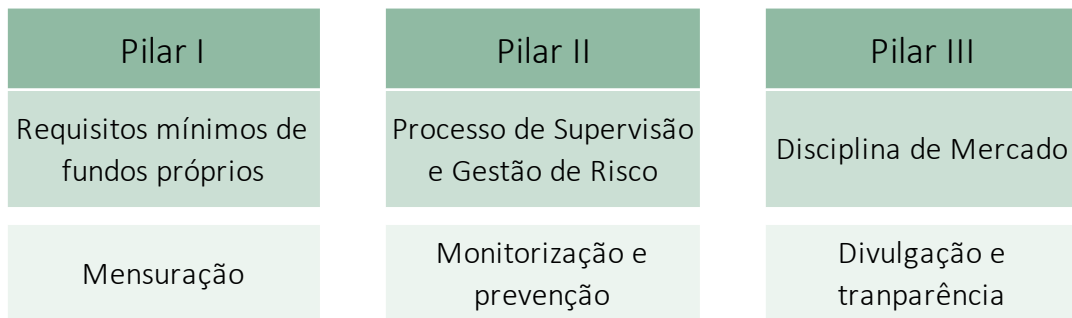 Pilar I
Requisitos mínimos de
fundos próprios
Mensuração
Pilar II
Processo de Supervisão
e Gestão de Risco
Monitorização e
prevenção
Pilar III
Disciplina de Mercado
Divulgação e
tranparência